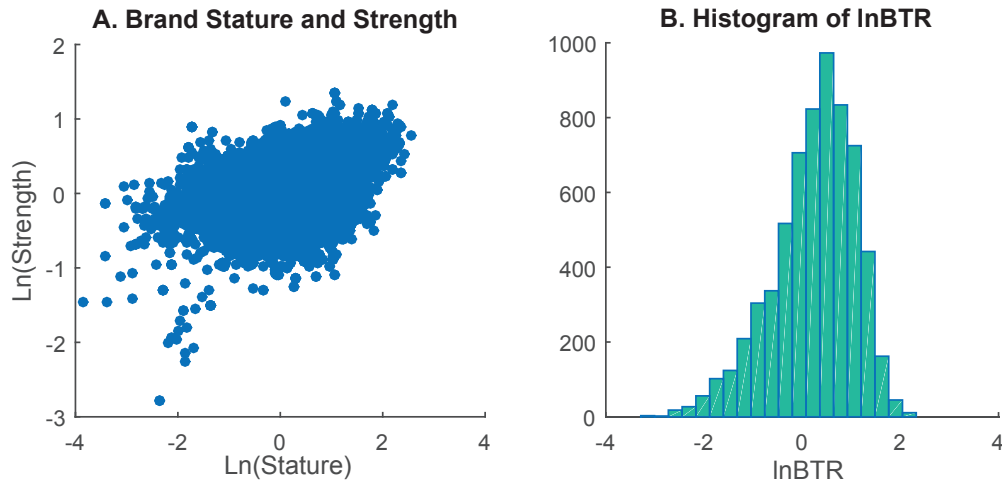 A. Brand Stature and Strength
2
1
0
-1
-2
-3
Ln(Strength)
-4 -2 0 2 4
Ln(Stature)
B. Histogram of lnBTR
1000
800
600
400
200
0
-4 -2 0 2 4
lnBTR